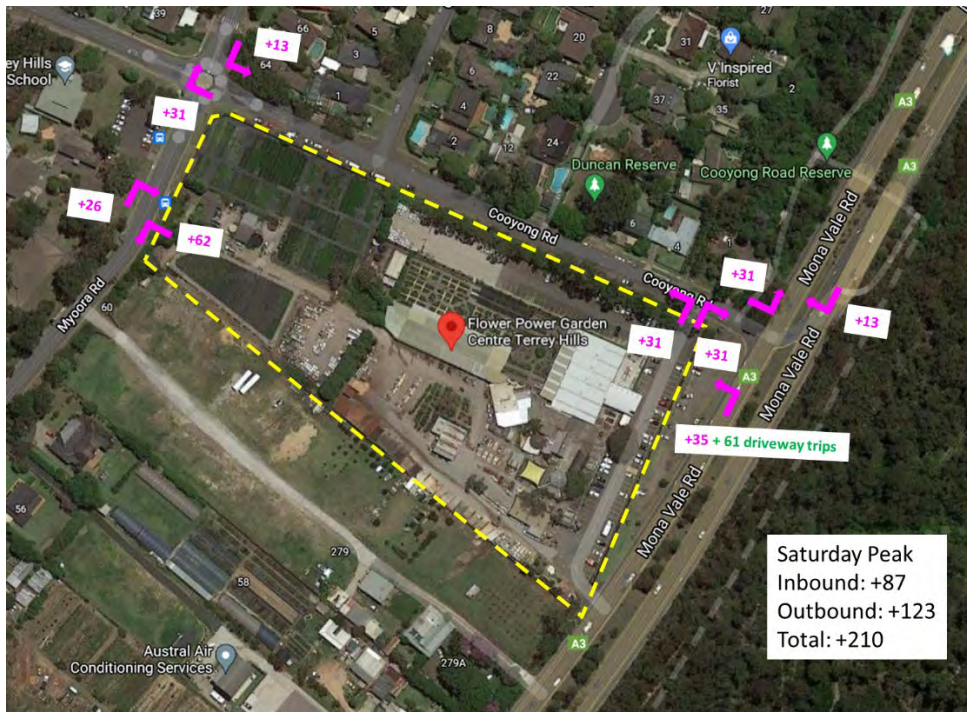 27
66
5
8
20
31
V'Inspired
Florist
+13
64
3
ey Hills
School
1
6
22
2
37
35
A3
+31
4
24
2
12
A3
Duncan Reserve
Cooyong Road Reserve
+26
+62
Cooyong Rd
6
4
1
Mona Vale Rd
Myoora Rd
60
Cooyong Rd
+31
+13
Flower Power Garden
Centre Terrey Hills
+31
+31
Mona Vale Rd
A3
+35 + 61 driveway trips
56
Mona Vale Rd
279
58
Saturday Peak
Inbound: +87
Outbound: +123
Total: +210
Austral Air
Conditioning Services
279A
A3